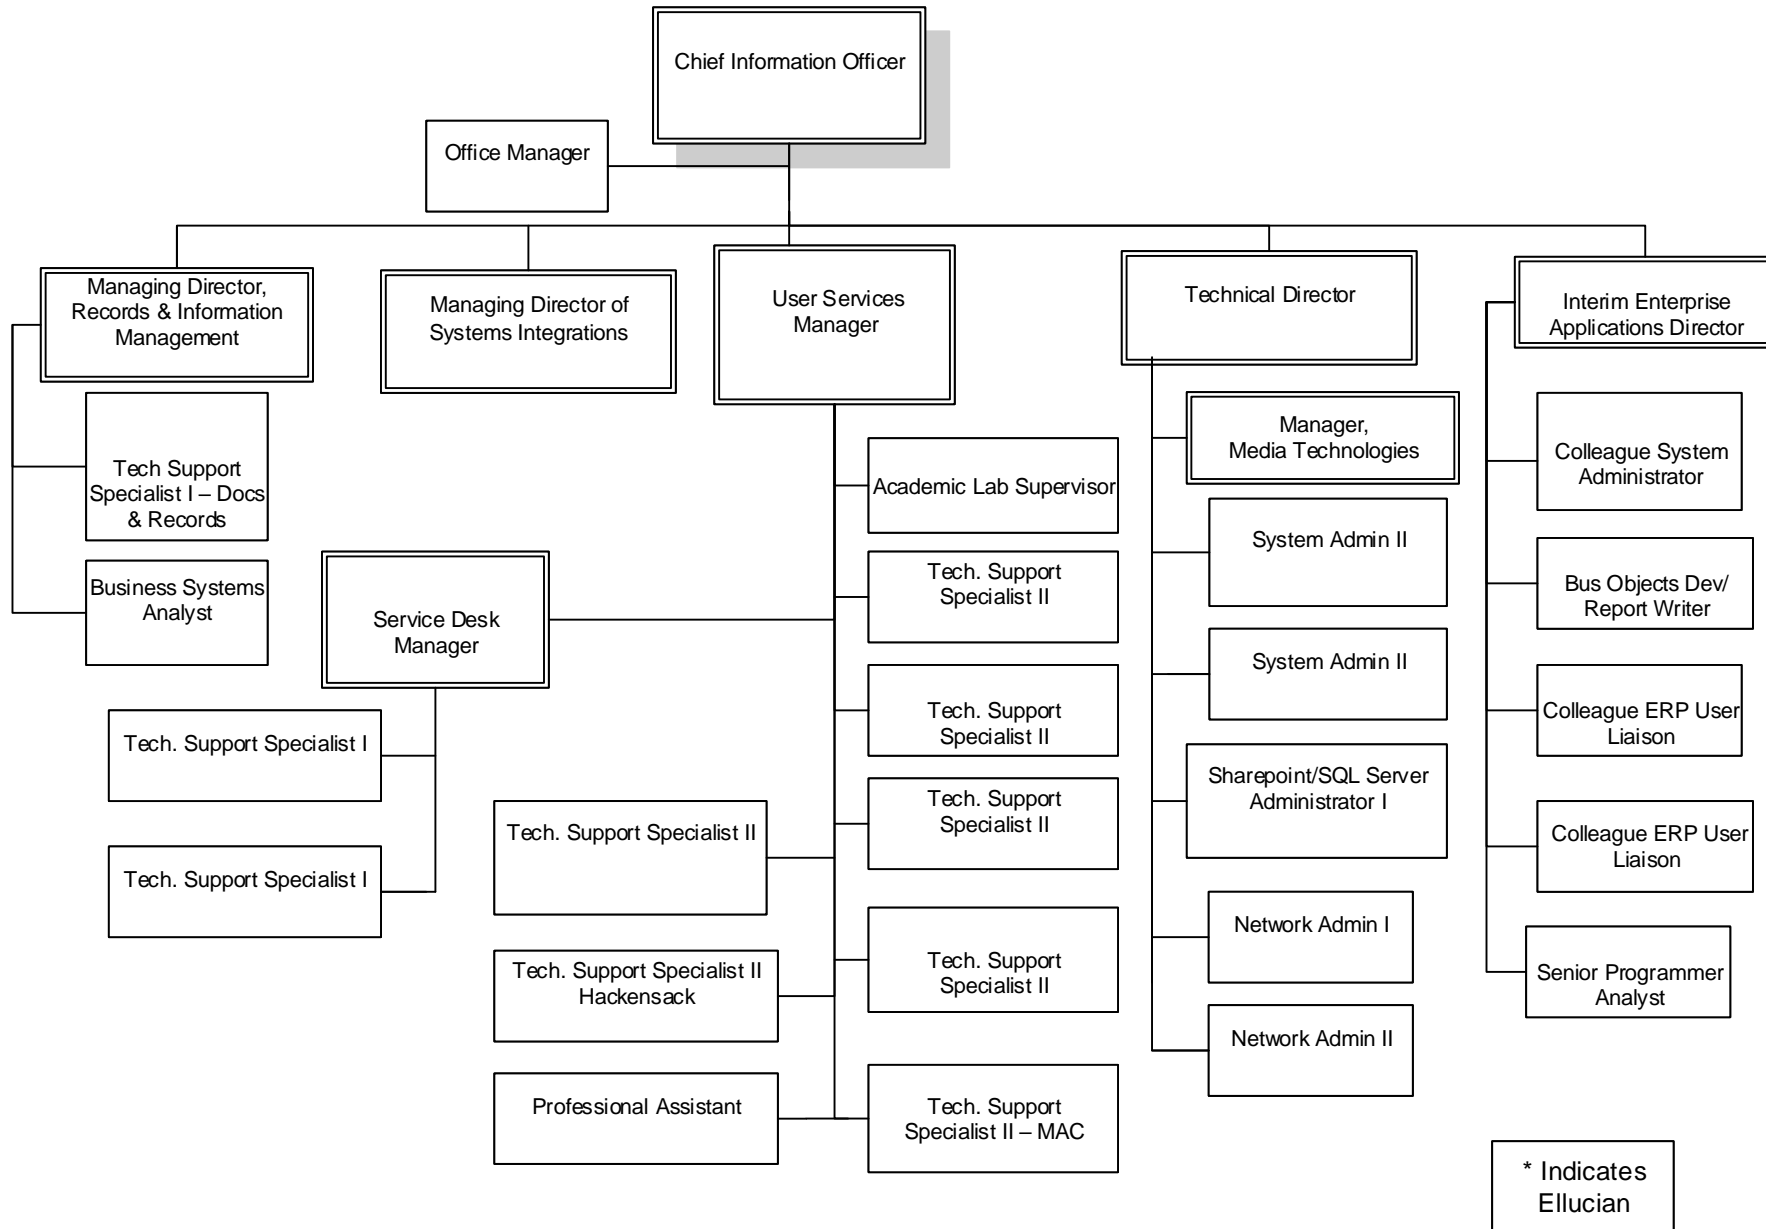 Chief Information Officer
Office Manager
Managing Director,
Records & Information
Management
Managing Director of
Systems Integrations
User Services
Manager
Technical Director
Interim Enterprise
Applications Director
Tech Support
Specialist I – Docs
& Records
Business Systems
Analyst
Service Desk
Manager
Tech. Support Specialist I
Tech. Support Specialist I
Academic Lab Supervisor
Tech. Support
Specialist II
Tech. Support
Specialist II
Tech. Support
Specialist II
Tech. Support
Specialist II
Tech. Support
Specialist II – MAC
Tech. Support Specialist II
Tech. Support Specialist II
Hackensack
Professional Assistant
Manager,
Media Technologies
System Admin II
System Admin II
Sharepoint/SQL Server
Administrator I
Network Admin I
Network Admin II
Colleague System
Administrator
Bus Objects Dev/
Report Writer
Colleague ERP User
Liaison
Colleague ERP User
Liaison
Senior Programmer
Analyst
* Indicates
Ellucian